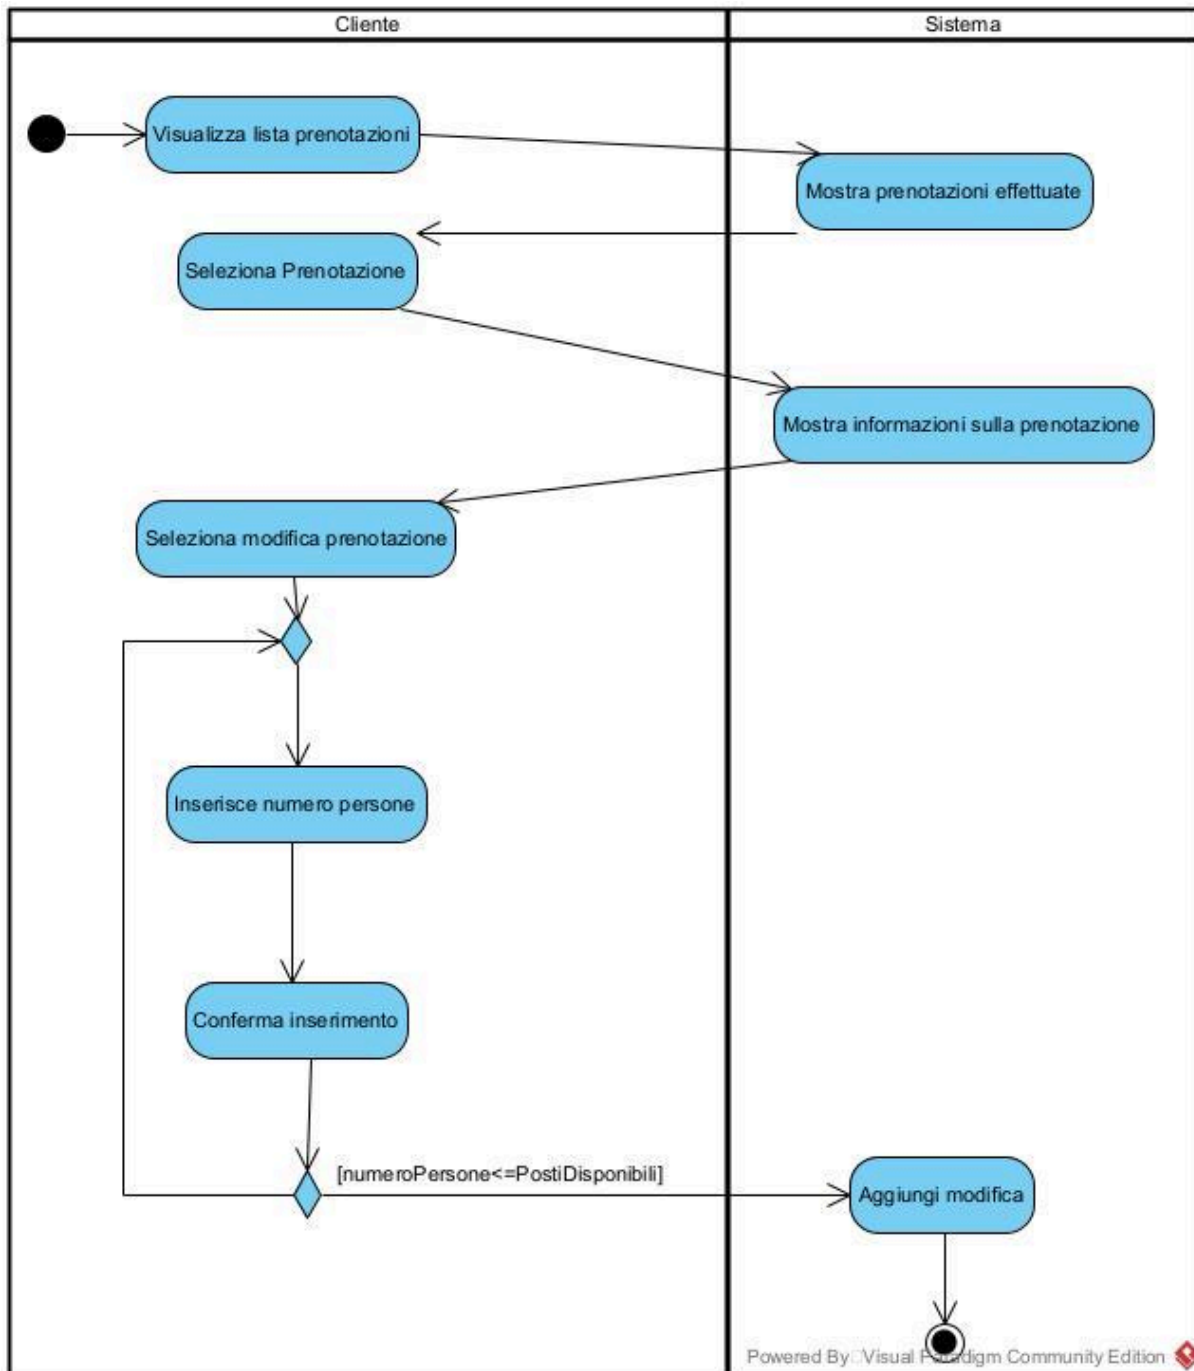 Cliente
Sistema
Visualizza lista prenotazioni
Mostra prenotazioni effettuate
Seleziona Prenotazione
Mostra informazioni sulla prenotazione
Seleziona modifica prenotazione
Inserisce numero persone
Conferma inserimento
[numeroPersone<=PostiDisponibili]
Aggiungi modifica
Powered By Visual Paradigm Community Edition